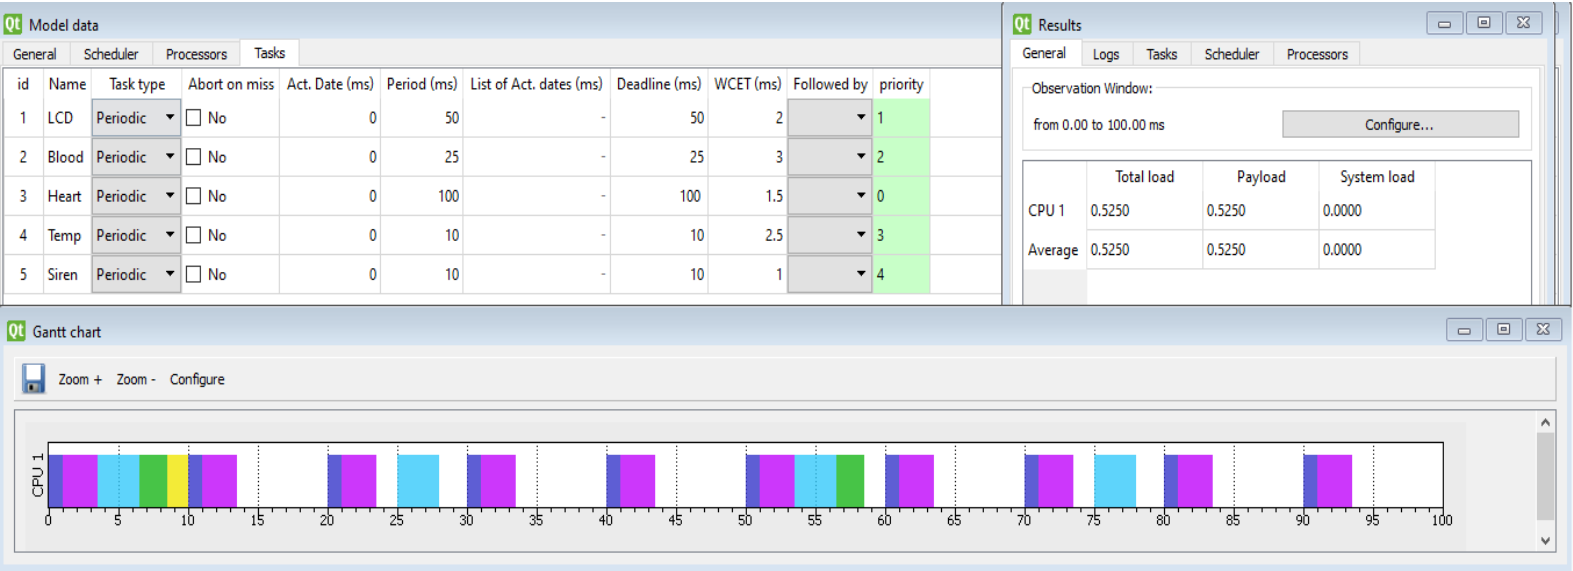 Qt Model data
General Scheduler Processors Tasks
id Name Task type Abort on miss Act. Date (ms) Period (ms) List of Act. dates (ms) Deadline (ms) WCET (ms) Followed by priority
1 LCD Periodic No 0 50 - 50 2 1
2 Blood Periodic No 0 25 - 25 3 2
3 Heart Periodic No 0 100 - 100 1.5 0
4 Temp Periodic No 0 10 - 10 2.5 3
5 Siren Periodic No 0 10 - 10 1 4
Qt Results
General Logs Tasks Scheduler Processors
Observation Window:
from 0.00 to 100.00 ms Configure...
Total load Payload System load
CPU 1 0.5250 0.5250 0.0000
Average 0.5250 0.5250 0.0000
Qt Gantt chart
Zoom + Zoom - Configure
CPU 1
0 5 10 15 20 25 30 35 40 45 50 55 60 65 70 75 80 85 90 95 100